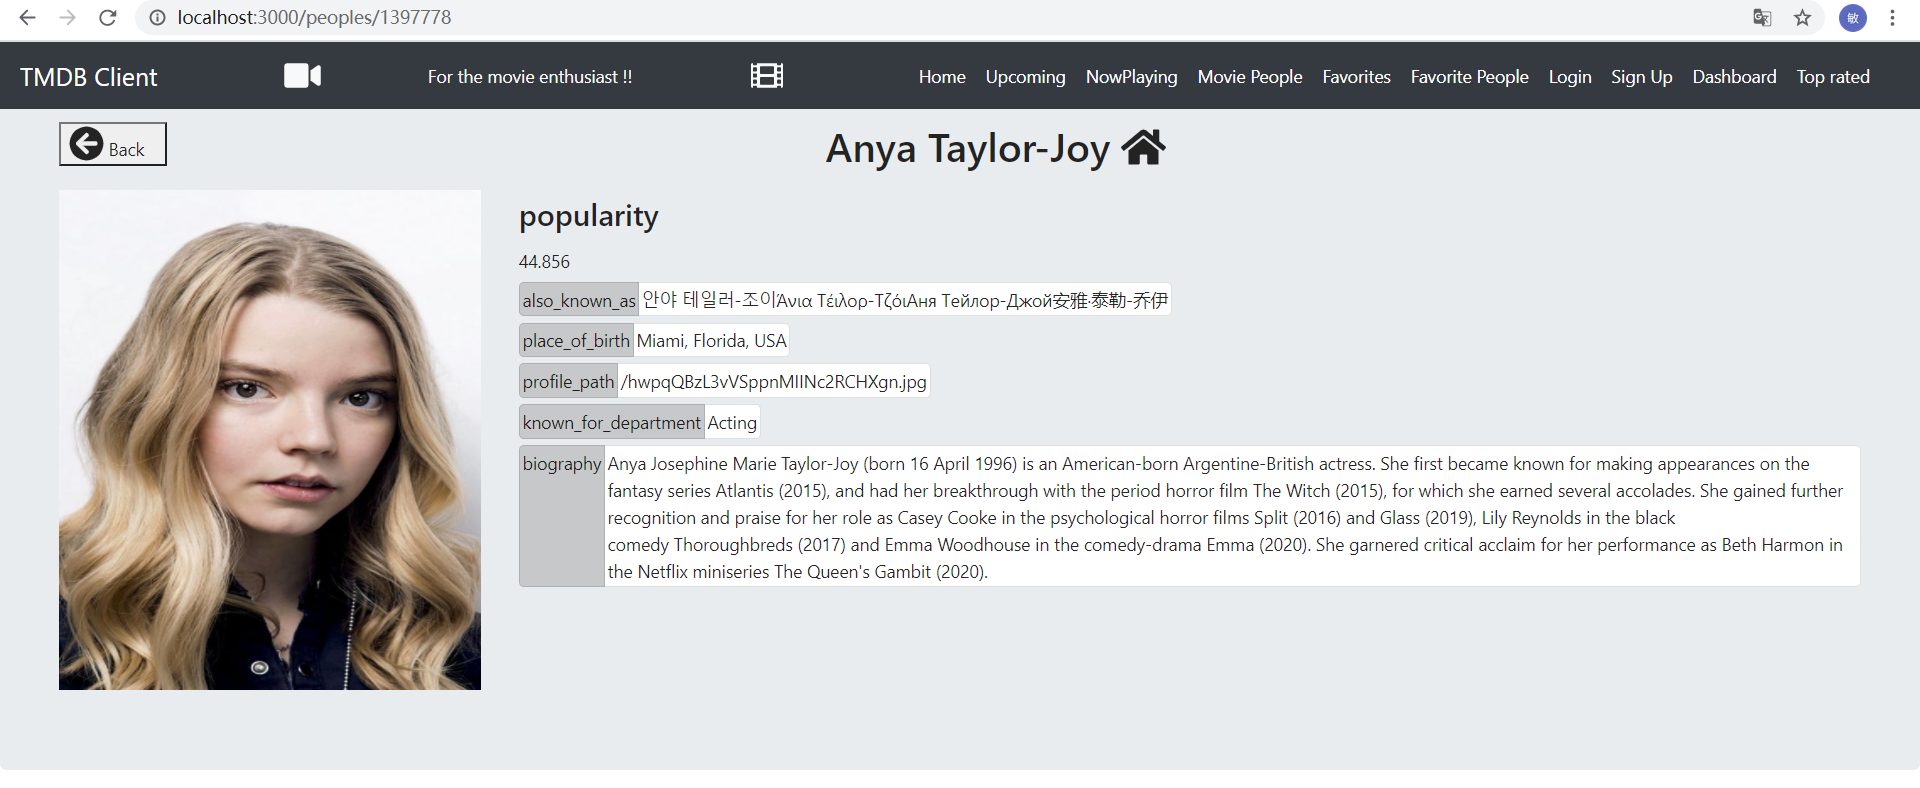 localhost:3000/peoples/1397778
敏
TMDB Client
For the movie enthusiast !!
Home Upcoming NowPlaying Movie People Favorites Favorite People Login Sign Up Dashboard Top rated
Back
Anya Taylor-Joy
popularity
44.856
also_known_as 안야 테일러-조이Άνια Τέιλορ-ΤζόιАня Тейлор-Джой安雅·泰勒-乔伊
place_of_birth Miami, Florida, USA
profile_path /hwpqQBzL3vVSppnMIINc2RCHXgn.jpg
known_for_department Acting
biography Anya Josephine Marie Taylor-Joy (born 16 April 1996) is an American-born Argentine-British actress. She first became known for making appearances on the
fantasy series Atlantis (2015), and had her breakthrough with the period horror film The Witch (2015), for which she earned several accolades. She gained further
recognition and praise for her role as Casey Cooke in the psychological horror films Split (2016) and Glass (2019), Lily Reynolds in the black
comedy Thoroughbreds (2017) and Emma Woodhouse in the comedy-drama Emma (2020). She garnered critical acclaim for her performance as Beth Harmon in
the Netflix miniseries The Queen's Gambit (2020).